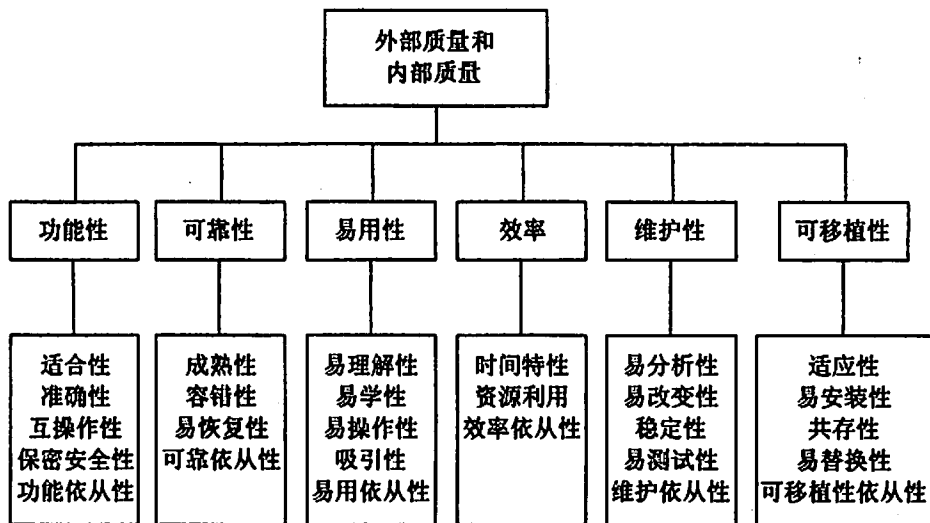 外部质量和
内部质量
功能性
可靠性
易用性
效率
维护性
可移植性
适合性
准确性
互操作性
保密安全性
功能依从性
成熟性
容错性
易恢复性
可靠依从性
易理解性
易学性
易操作性
吸引性
易用依从性
时间特性
资源利用
效率依从性
易分析性
易改变性
稳定性
易测试性
维护依从性
适应性
易安装性
共存性
易替换性
可移植性依从性